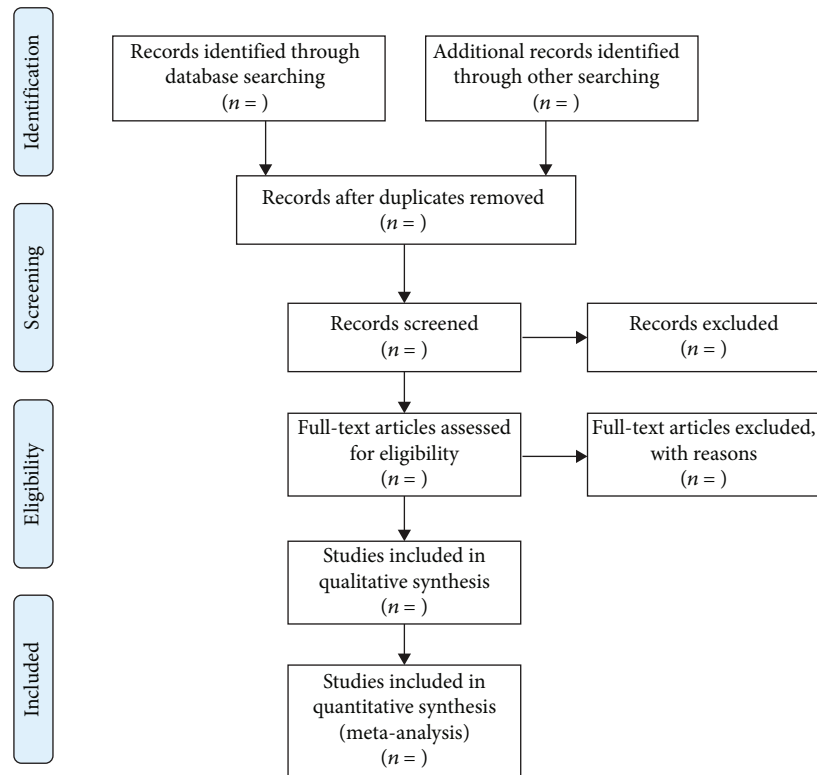 Identification
Records identified through
database searching
(n = )
Additional records identified
through other searching
(n = )
Records after duplicates removed
(n = )
Screening
Records screened
(n = )
Records excluded
(n = )
Eligibility
Full-text articles assessed
for eligibility
(n = )
Full-text articles excluded,
with reasons
(n = )
Studies included in
qualitative synthesis
(n = )
Included
Studies included in
quantitative synthesis
(meta-analysis)
(n = )